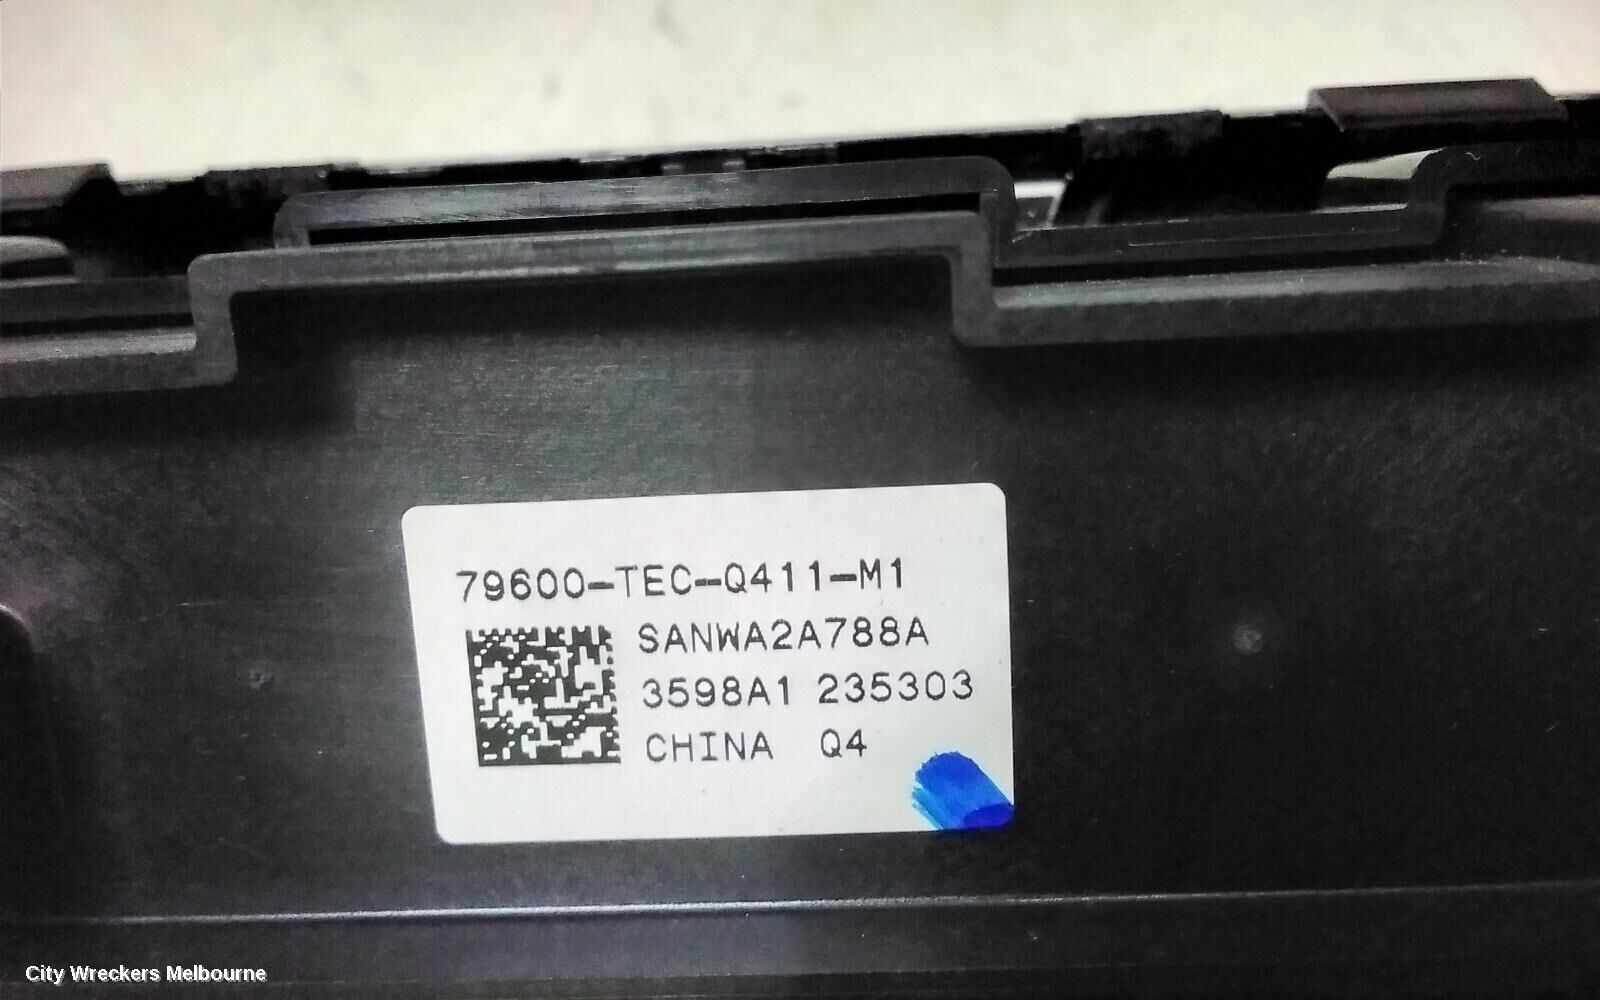 79600-TEC-Q411-M1
SANWA2A788A
3598A1 235303
CHINA Q4
City Wreckers Melbourne